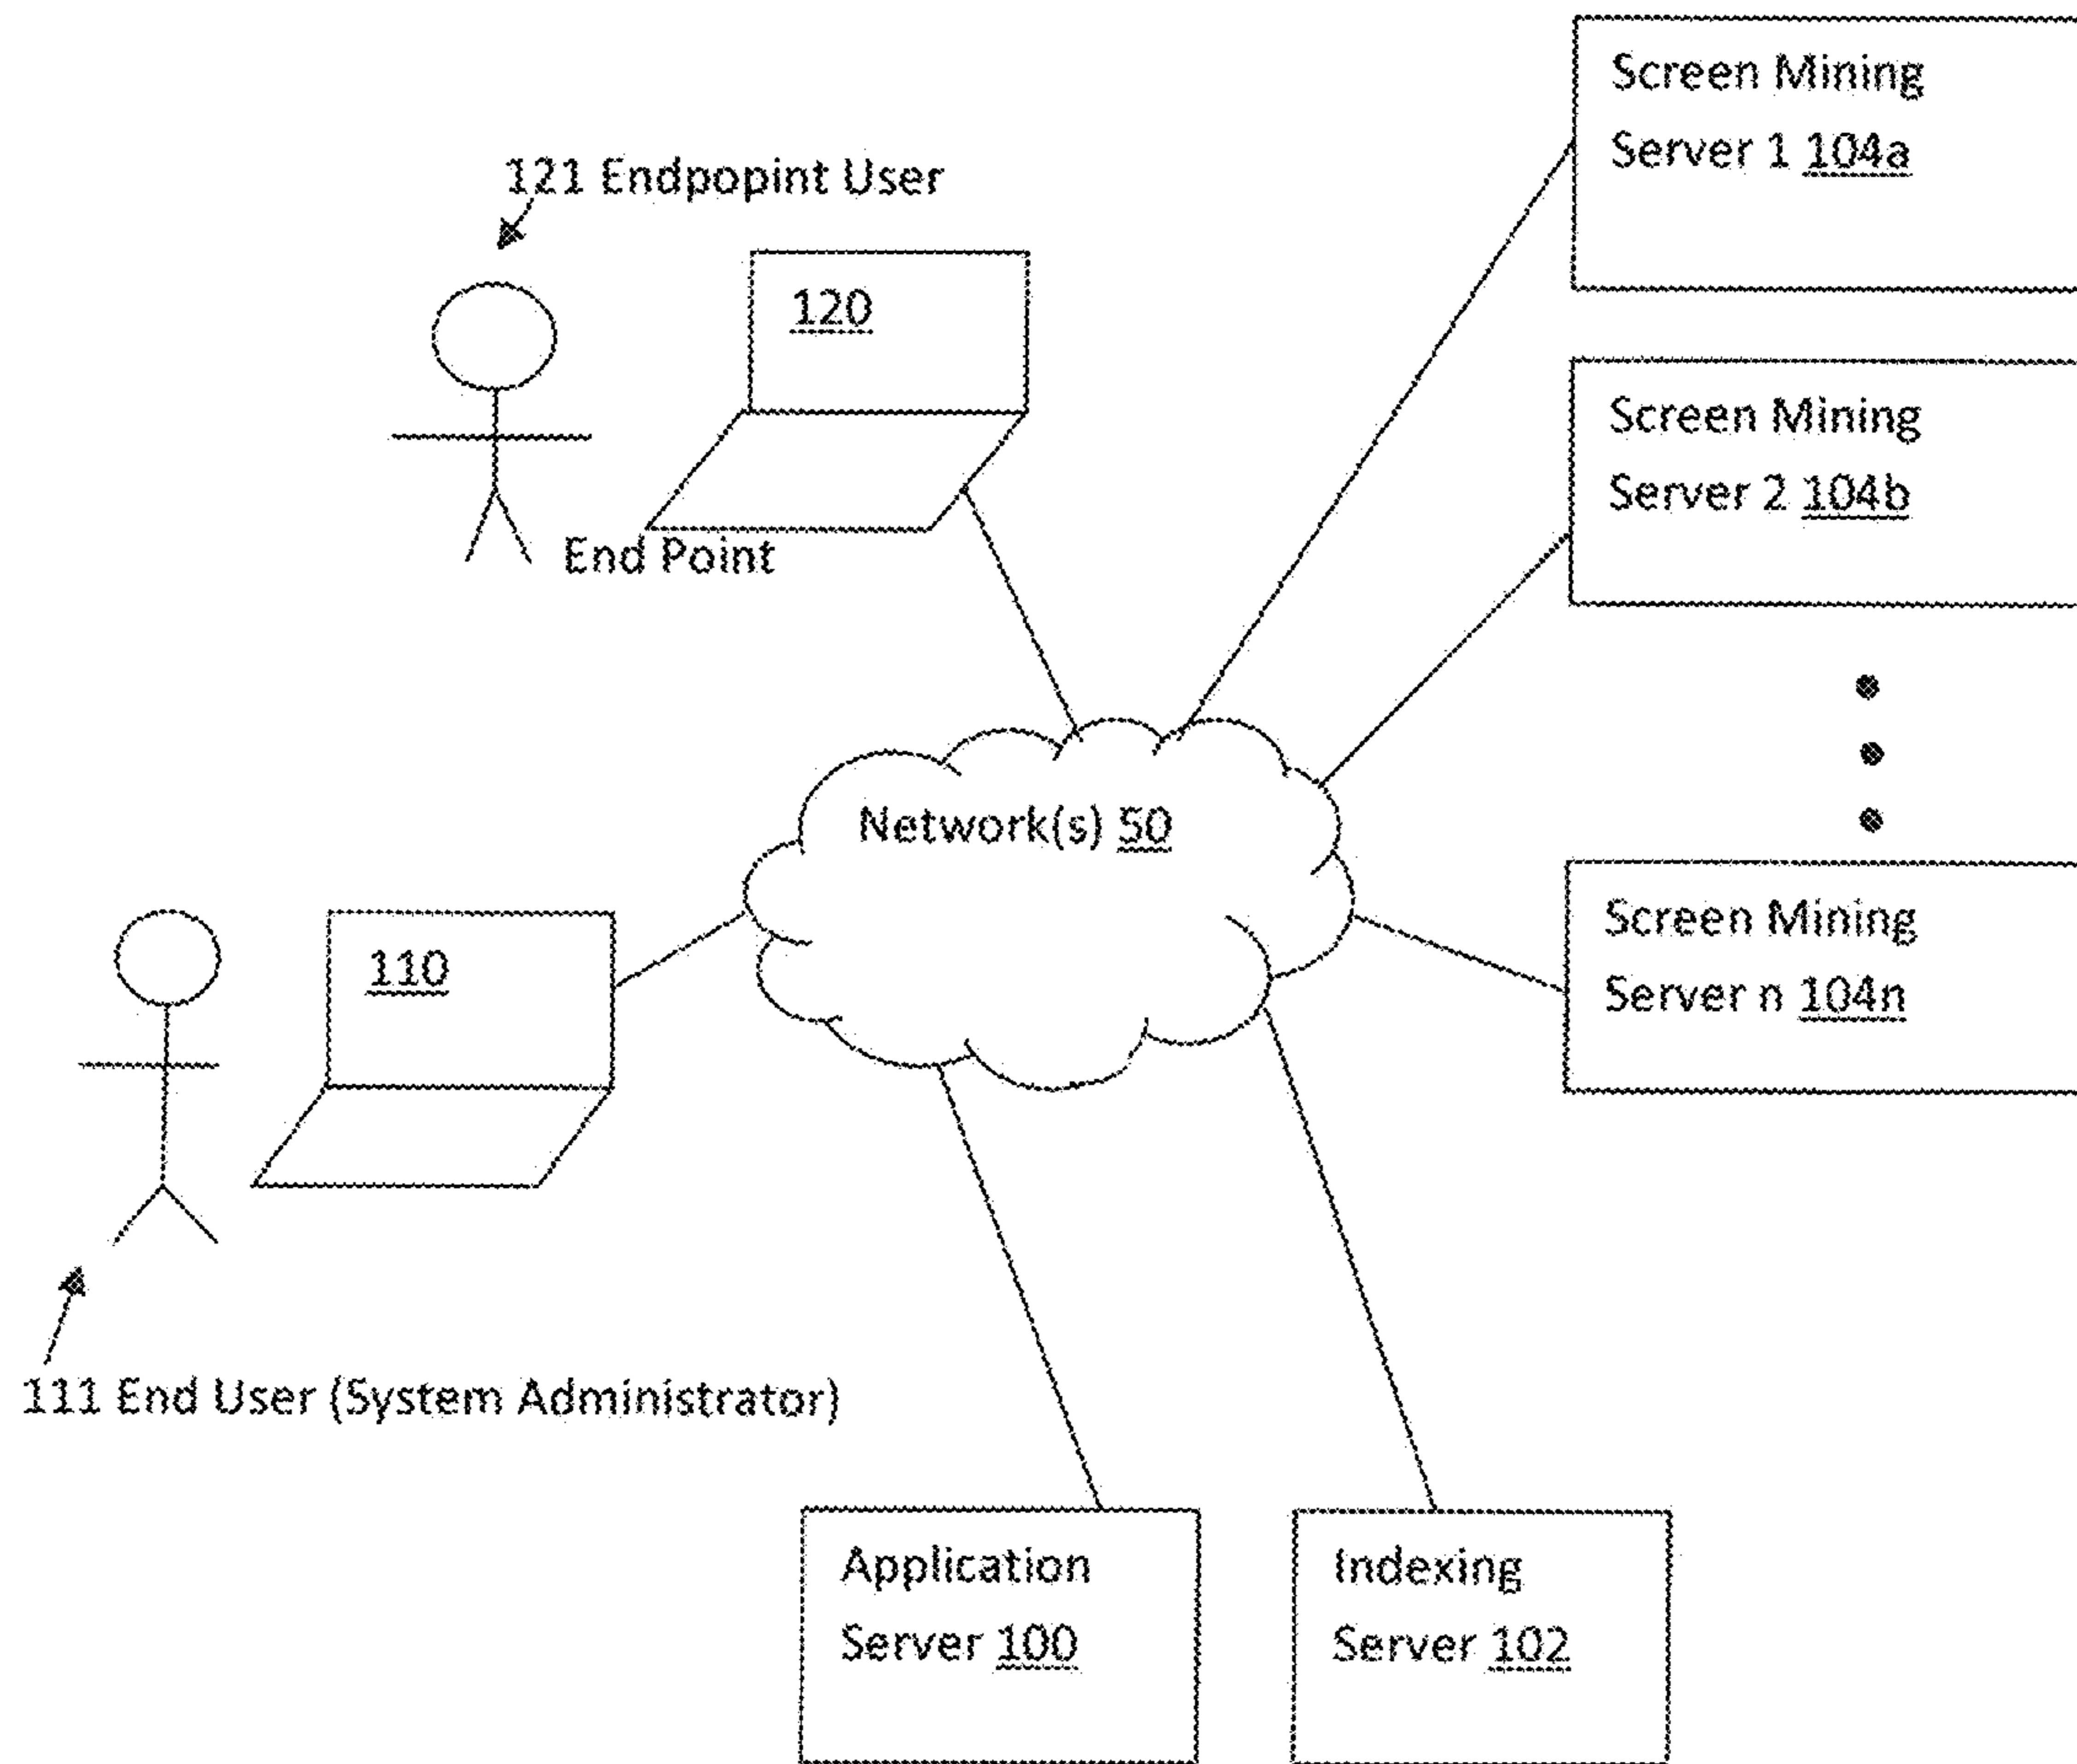 Screen Mining
Server 1 104a
121 Endpopint User
120
Screen Mining
Server 2 104b
End Point
Network(s) 50
Screen Mining
Server n 104n
110
111 End User (System Administrator)
Application
Server 100
Indexing
Server 102